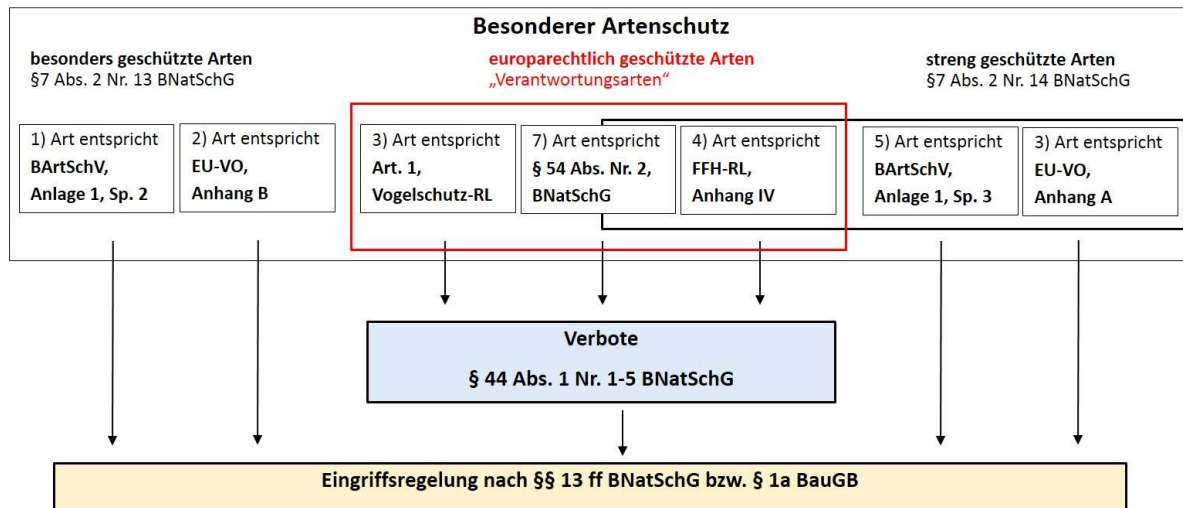 Besonderer Artenschutz
besonders geschützte Arten
§7 Abs. 2 Nr. 13 BNatSchG
europarechtlich geschützte Arten
„Verantwortungsarten“
streng geschützte Arten
§7 Abs. 2 Nr. 14 BNatSchG
1) Art entspricht
BArtSchV,
Anlage 1, Sp. 2
2) Art entspricht
EU-VO,
Anhang B
3) Art entspricht
Art. 1,
Vogelschutz-RL
7) Art entspricht
§ 54 Abs. Nr. 2,
BNatSchG
4) Art entspricht
FFH-RL,
Anhang IV
5) Art entspricht
BArtSchV,
Anlage 1, Sp. 3
3) Art entspricht
EU-VO,
Anhang A
Verbote
§ 44 Abs. 1 Nr. 1-5 BNatSchG
Eingriffsregelung nach §§ 13 ff BNatSchG bzw. § 1a BauGB